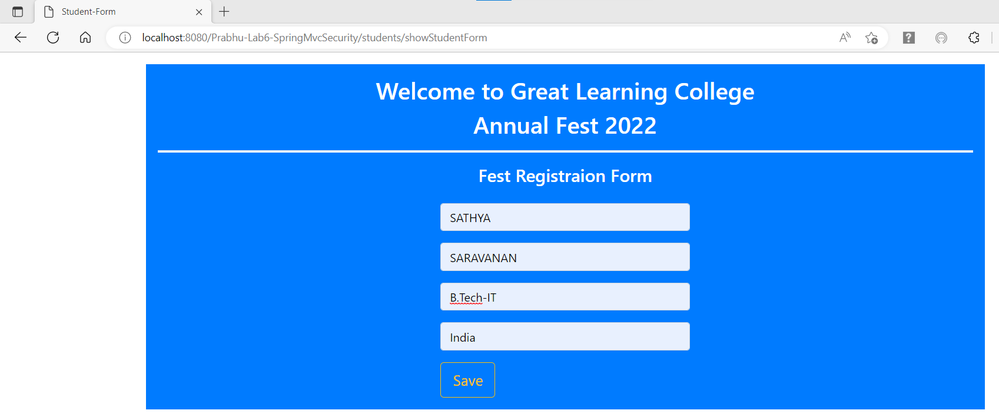 Student-Form
localhost:8080/Prabhu-Lab6-SpringMvcSecurity/students/showStudentForm
Welcome to Great Learning College
Annual Fest 2022
Fest Registraion Form
SATHYA
SARAVANAN
B.Tech-IT
India
Save